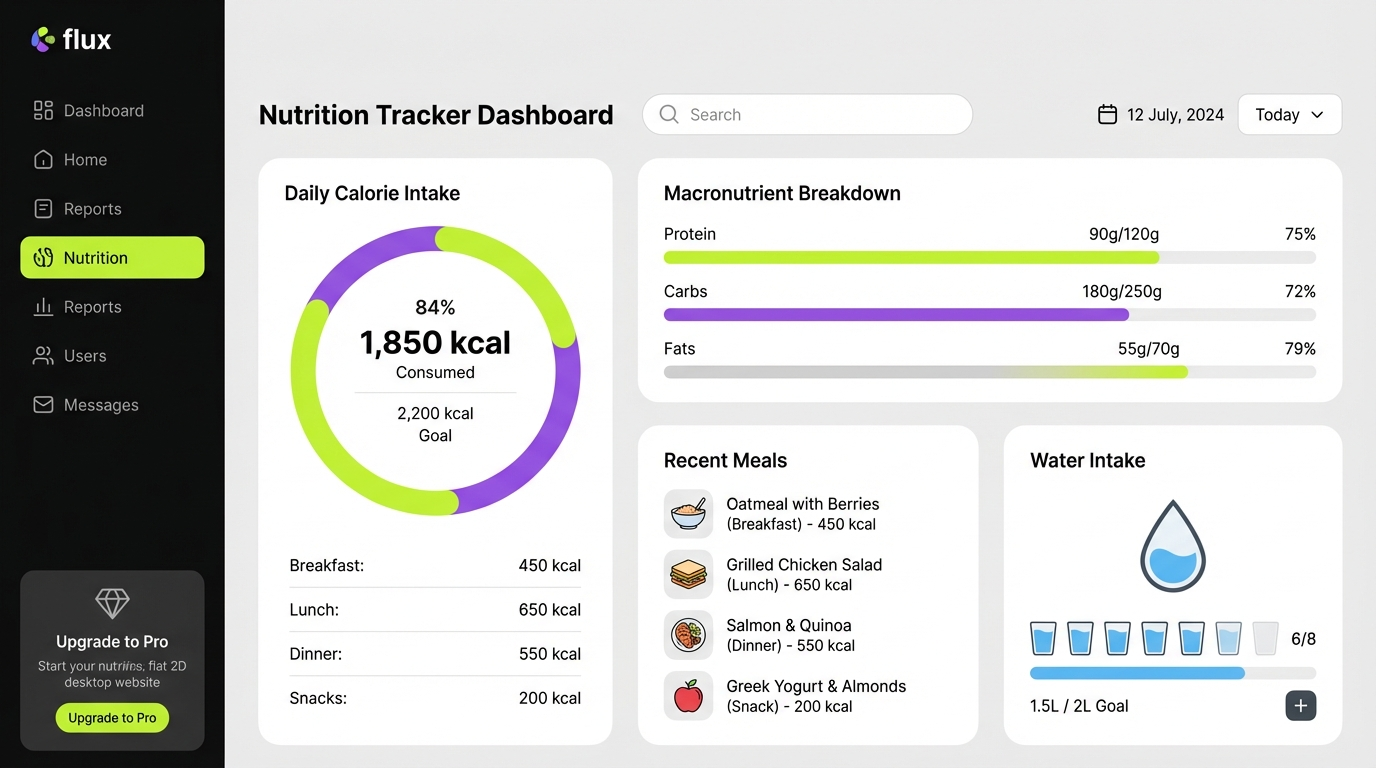 flux
Dashboard
Home
Reports
Nutrition
Reports
Users
Messages
Upgrade to Pro
Start your nutriíns, flat 2D
desktop website
Upgrade to Pro
Nutrition Tracker Dashboard
Search
12 July, 2024
Today
Daily Calorie Intake
84%
1,850 kcal
Consumed
2,200 kcal
Goal
Breakfast: 450 kcal
Lunch: 650 kcal
Dinner: 550 kcal
Snacks: 200 kcal
Macronutrient Breakdown
Protein 90g/120g 75%
Carbs 180g/250g 72%
Fats 55g/70g 79%
Recent Meals
Oatmeal with Berries
(Breakfast) - 450 kcal
Grilled Chicken Salad
(Lunch) - 650 kcal
Salmon & Quinoa
(Dinner) - 550 kcal
Greek Yogurt & Almonds
(Snack) - 200 kcal
Water Intake
6/8
1.5L / 2L Goal
+